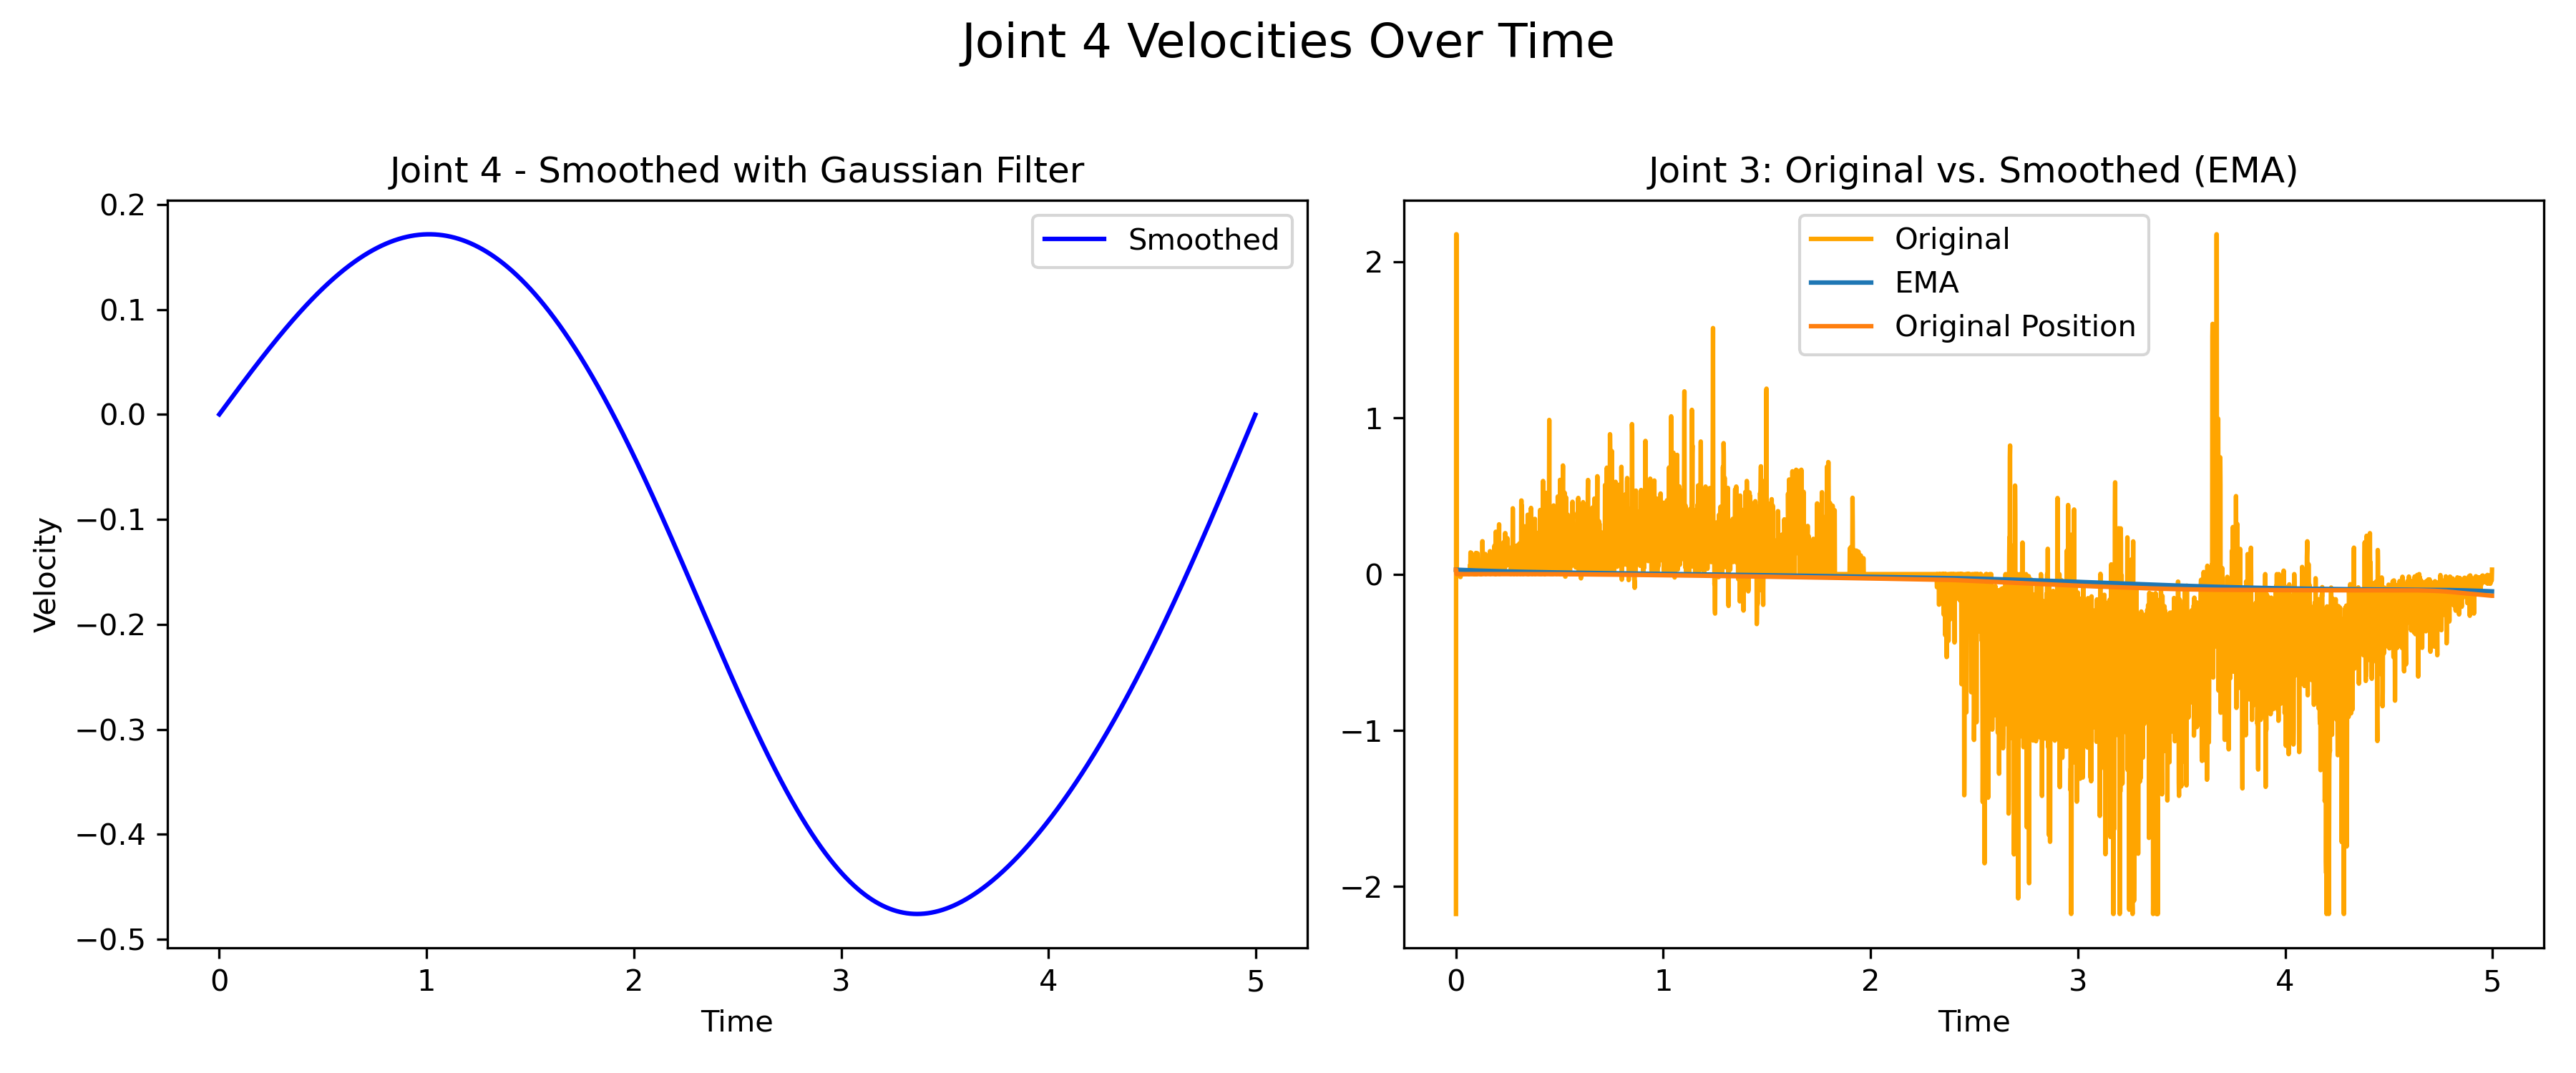 Joint 4 Velocities Over Time
Joint 4 - Smoothed with Gaussian Filter
Smoothed
0.2
0.1
0.0
−0.1
−0.2
−0.3
−0.4
−0.5
Velocity
0 1 2 3 4 5
Time
Joint 3: Original vs. Smoothed (EMA)
Original
EMA
Original Position
2
1
0
−1
−2
0 1 2 3 4 5
Time